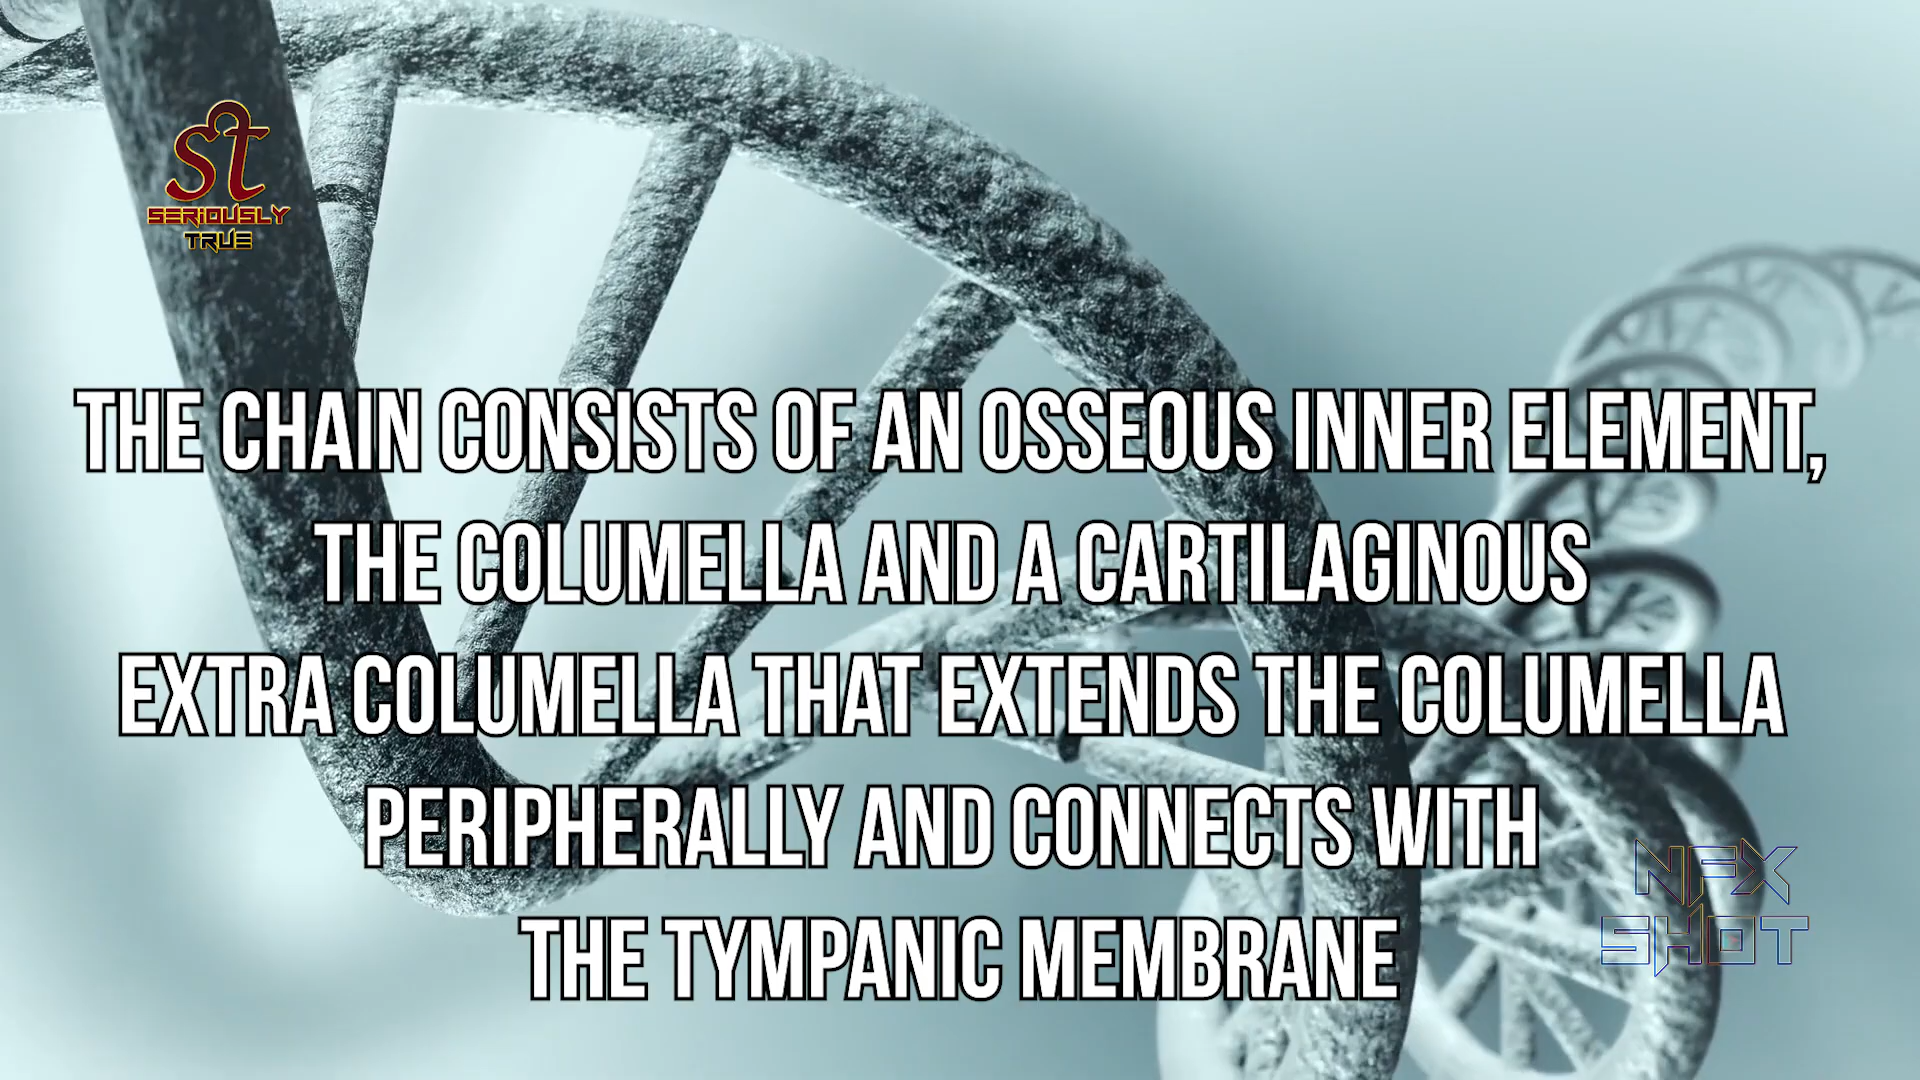 st
SERIOUSLY
TRUE
THE CHAIN CONSISTS OF AN OSSEOUS INNER ELEMENT,
THE COLUMELLA AND A CARTILAGINOUS
EXTRA COLUMELLA THAT EXTENDS THE COLUMELLA
PERIPHERALLY AND CONNECTS WITH
THE TYMPANIC MEMBRANE
NFX
SHOT